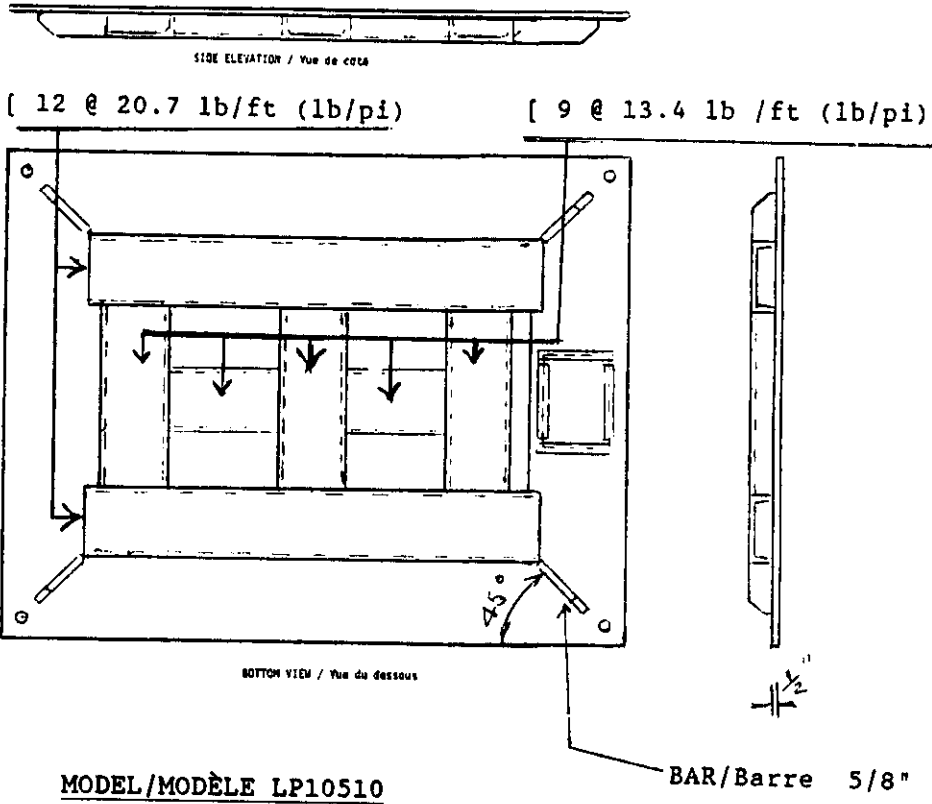 SIDE ELEVATION / Vue de coté
[ 12 @ 20.7 lb/ft (lb/pi)
[ 9 @ 13.4 lb /ft (lb/pi)
45°
BOTTOM VIEW / Vue du dessous
1/2"
BAR/Barre 5/8"
MODEL/MODÈLE LP10510